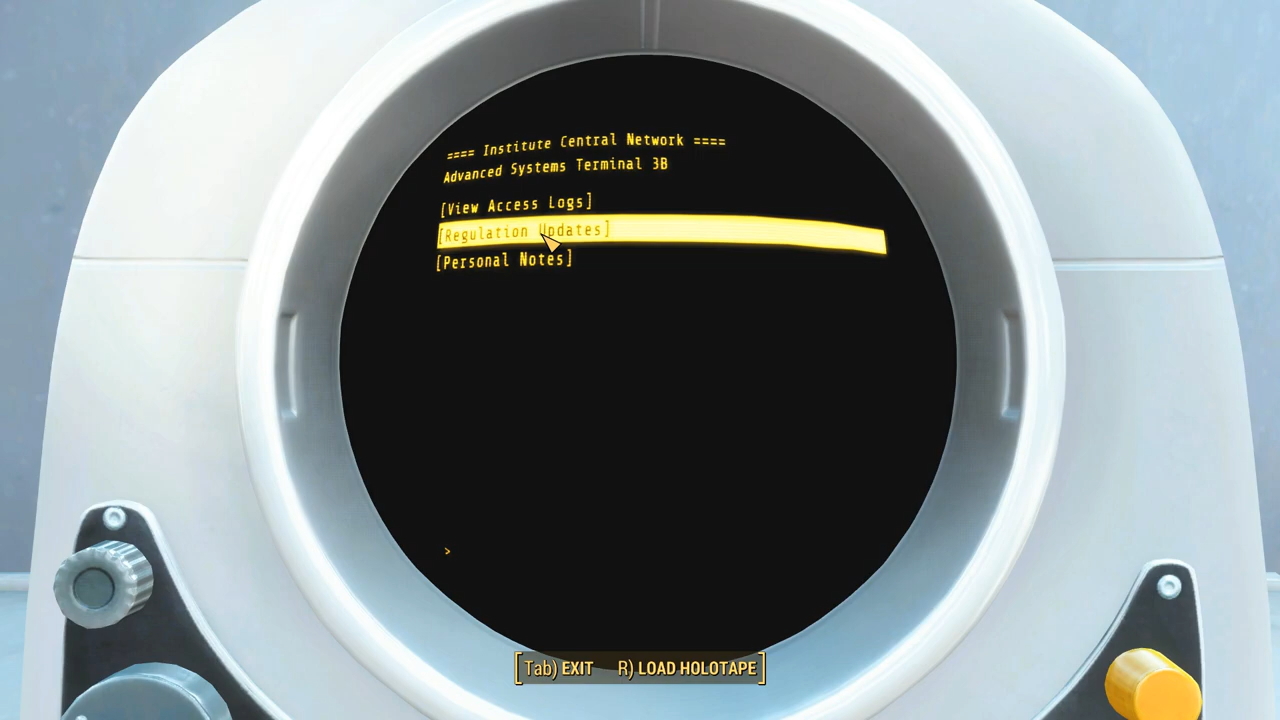 ==== Institute Central Network ====
Advanced Systems Terminal 3B
[View Access Logs]
[Regulation Updates]
[Personal Notes]
>
[Tab) EXIT R) LOAD HOLOTAPE]